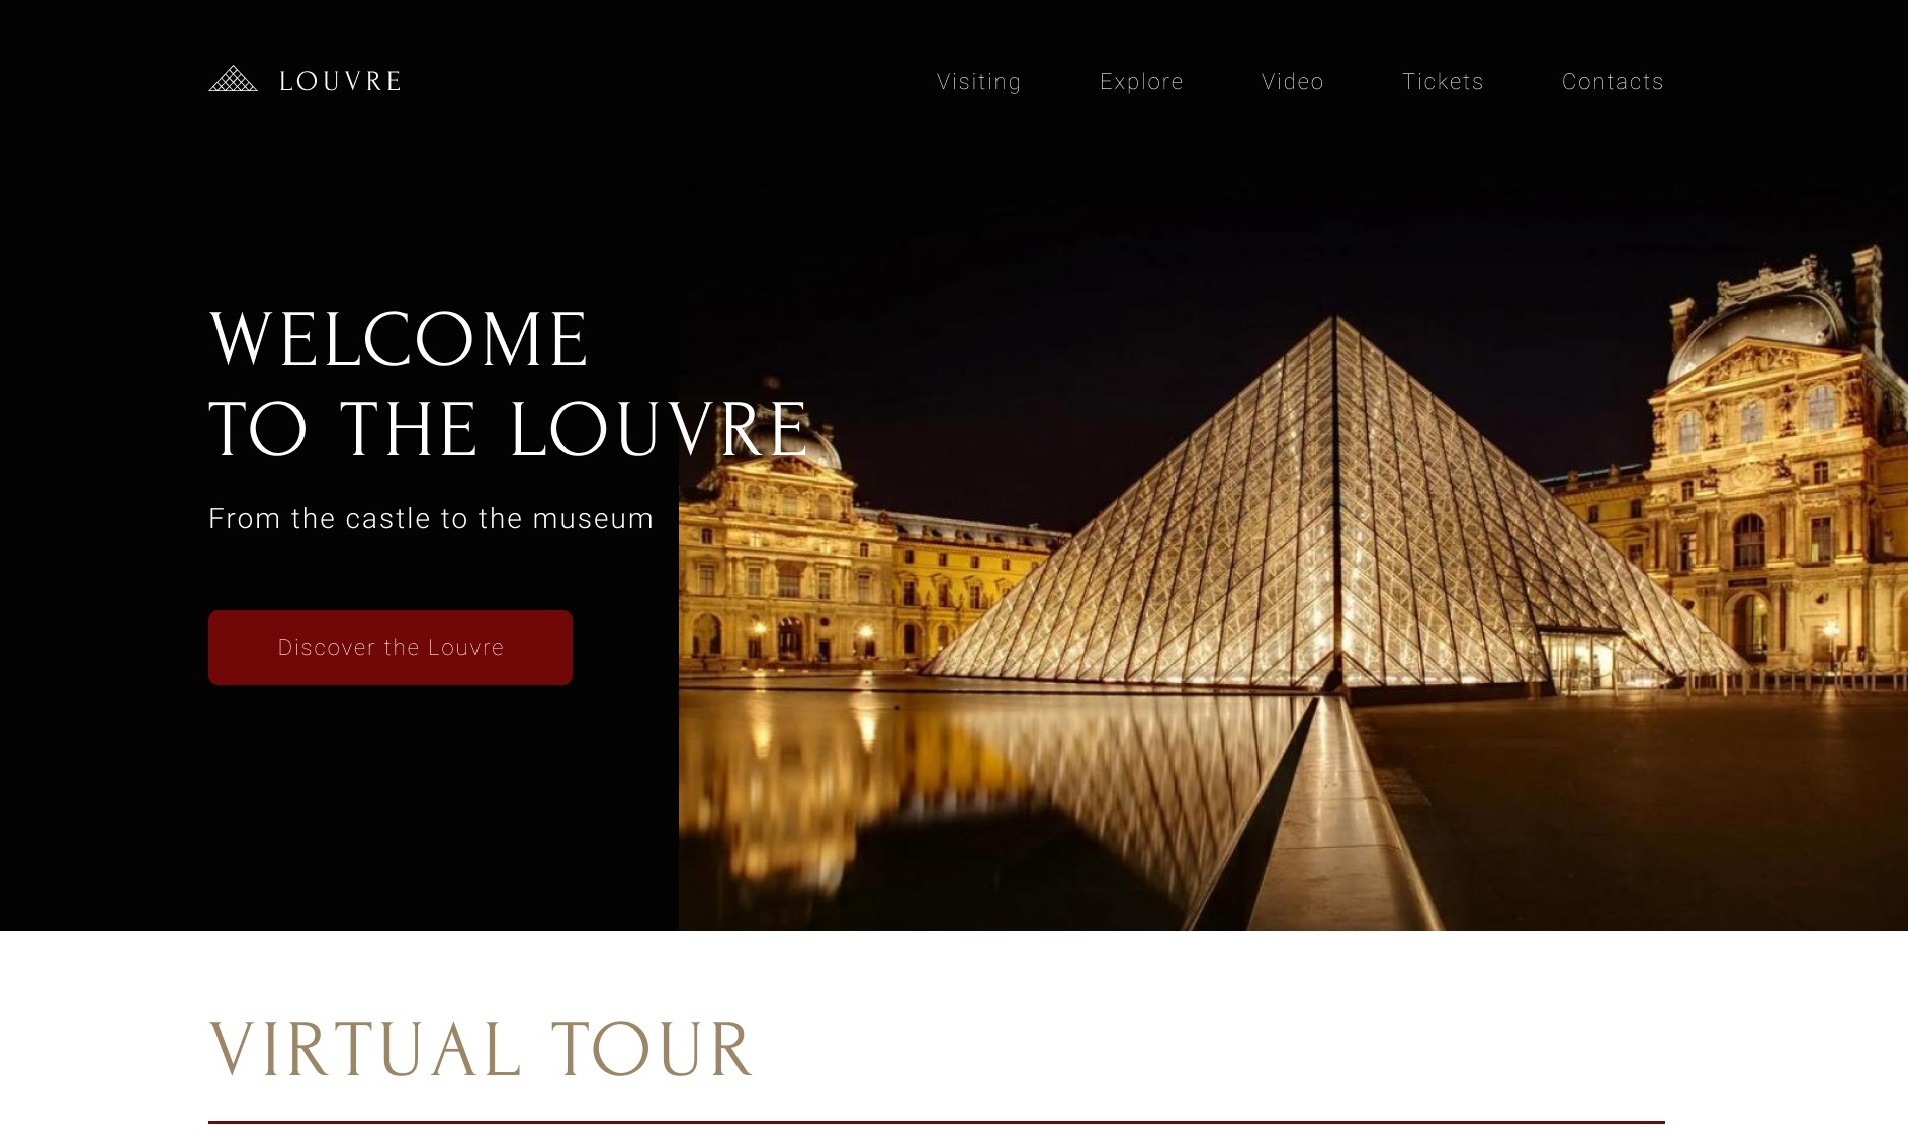 LOUVRE
Visiting
Explore
Video
Tickets
Contacts
WELCOME
TO THE LOUVRE
From the castle to the museum
Discover the Louvre
VIRTUAL TOUR